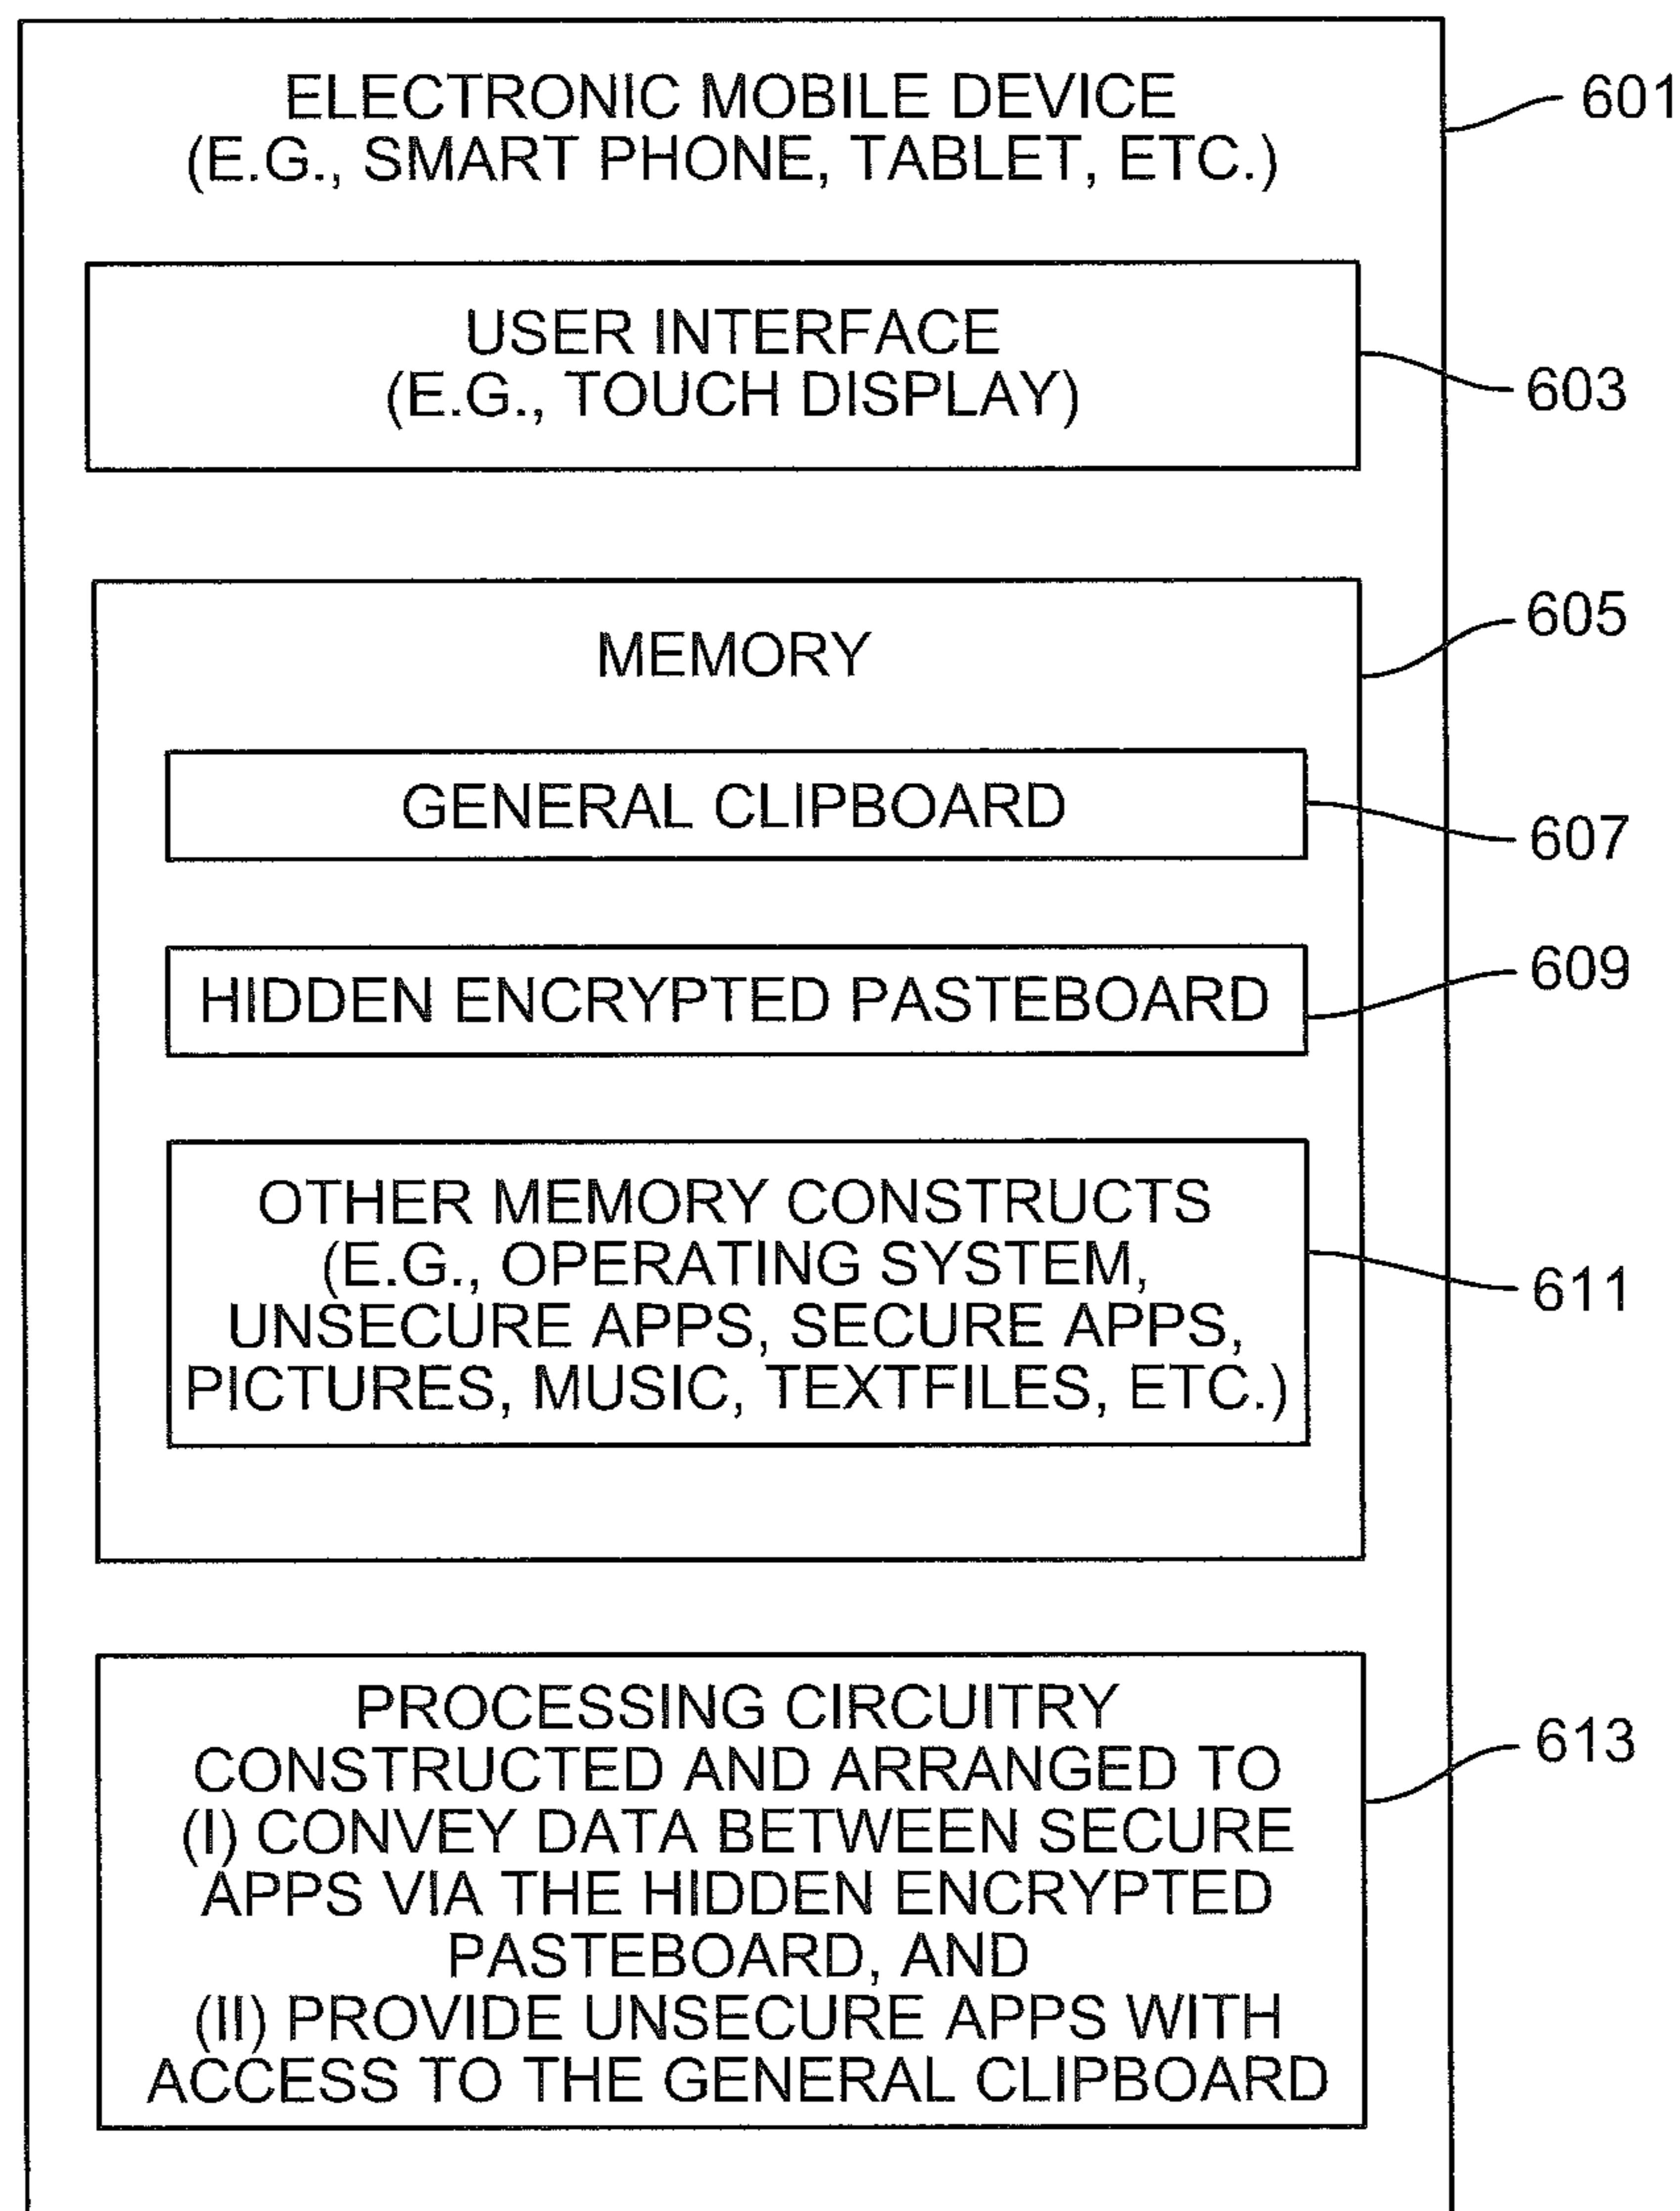 ELECTRONIC MOBILE DEVICE
(E.G., SMART PHONE, TABLET, ETC.)
601
USER INTERFACE
(E.G., TOUCH DISPLAY)
603
MEMORY
605
GENERAL CLIPBOARD
607
HIDDEN ENCRYPTED PASTEBOARD
609
OTHER MEMORY CONSTRUCTS
(E.G., OPERATING SYSTEM,
UNSECURE APPS, SECURE APPS,
PICTURES, MUSIC, TEXTFILES, ETC.)
611
PROCESSING CIRCUITRY
CONSTRUCTED AND ARRANGED TO
(I) CONVEY DATA BETWEEN SECURE
APPS VIA THE HIDDEN ENCRYPTED
PASTEBOARD, AND
(II) PROVIDE UNSECURE APPS WITH
ACCESS TO THE GENERAL CLIPBOARD
613